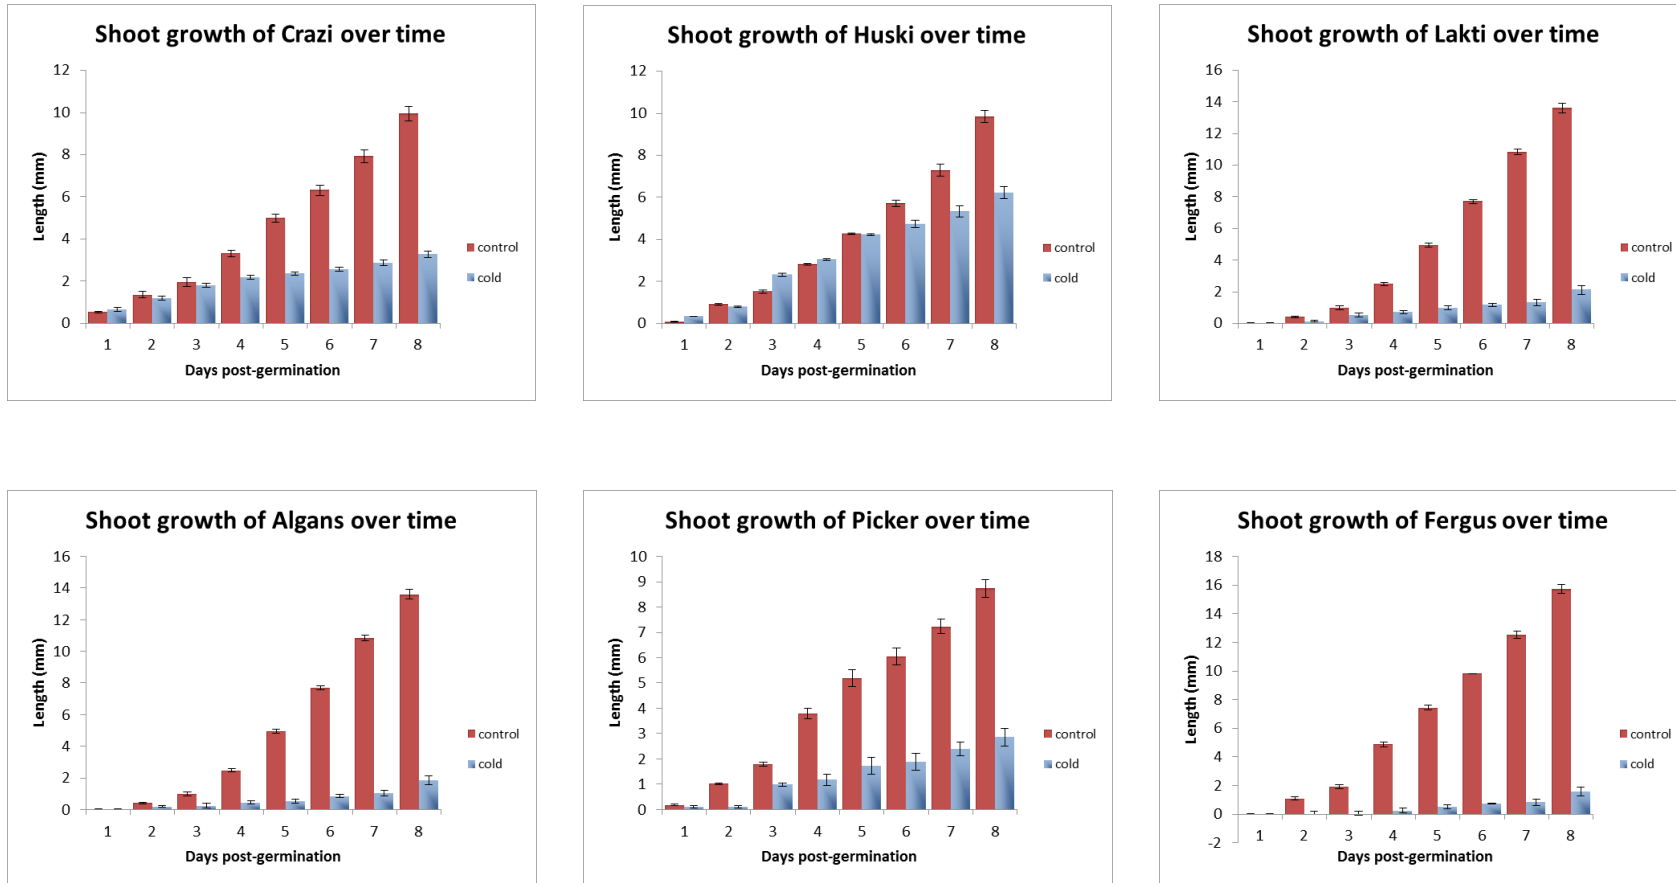 Shoot growth of Crazi over time
12
10
8
6
4
2
0
Length (mm)
1 2 3 4 5 6 7 8
Days post-germination
control
cold
Shoot growth of Huski over time
12
10
8
6
4
2
0
Length (mm)
1 2 3 4 5 6 7 8
Days post-germination
control
cold
Shoot growth of Lakti over time
16
14
12
10
8
6
4
2
0
Length (mm)
1 2 3 4 5 6 7 8
Days post-germination
control
cold
Shoot growth of Algans over time
16
14
12
10
8
6
4
2
0
Length (mm)
1 2 3 4 5 6 7 8
Days post-germination
control
cold
Shoot growth of Picker over time
10
9
8
7
6
5
4
3
2
1
0
Length (mm)
1 2 3 4 5 6 7 8
Days post-germination
control
cold
Shoot growth of Fergus over time
18
16
14
12
10
8
6
4
2
0
-2
Length (mm)
1 2 3 4 5 6 7 8
Days post-germination
control
cold